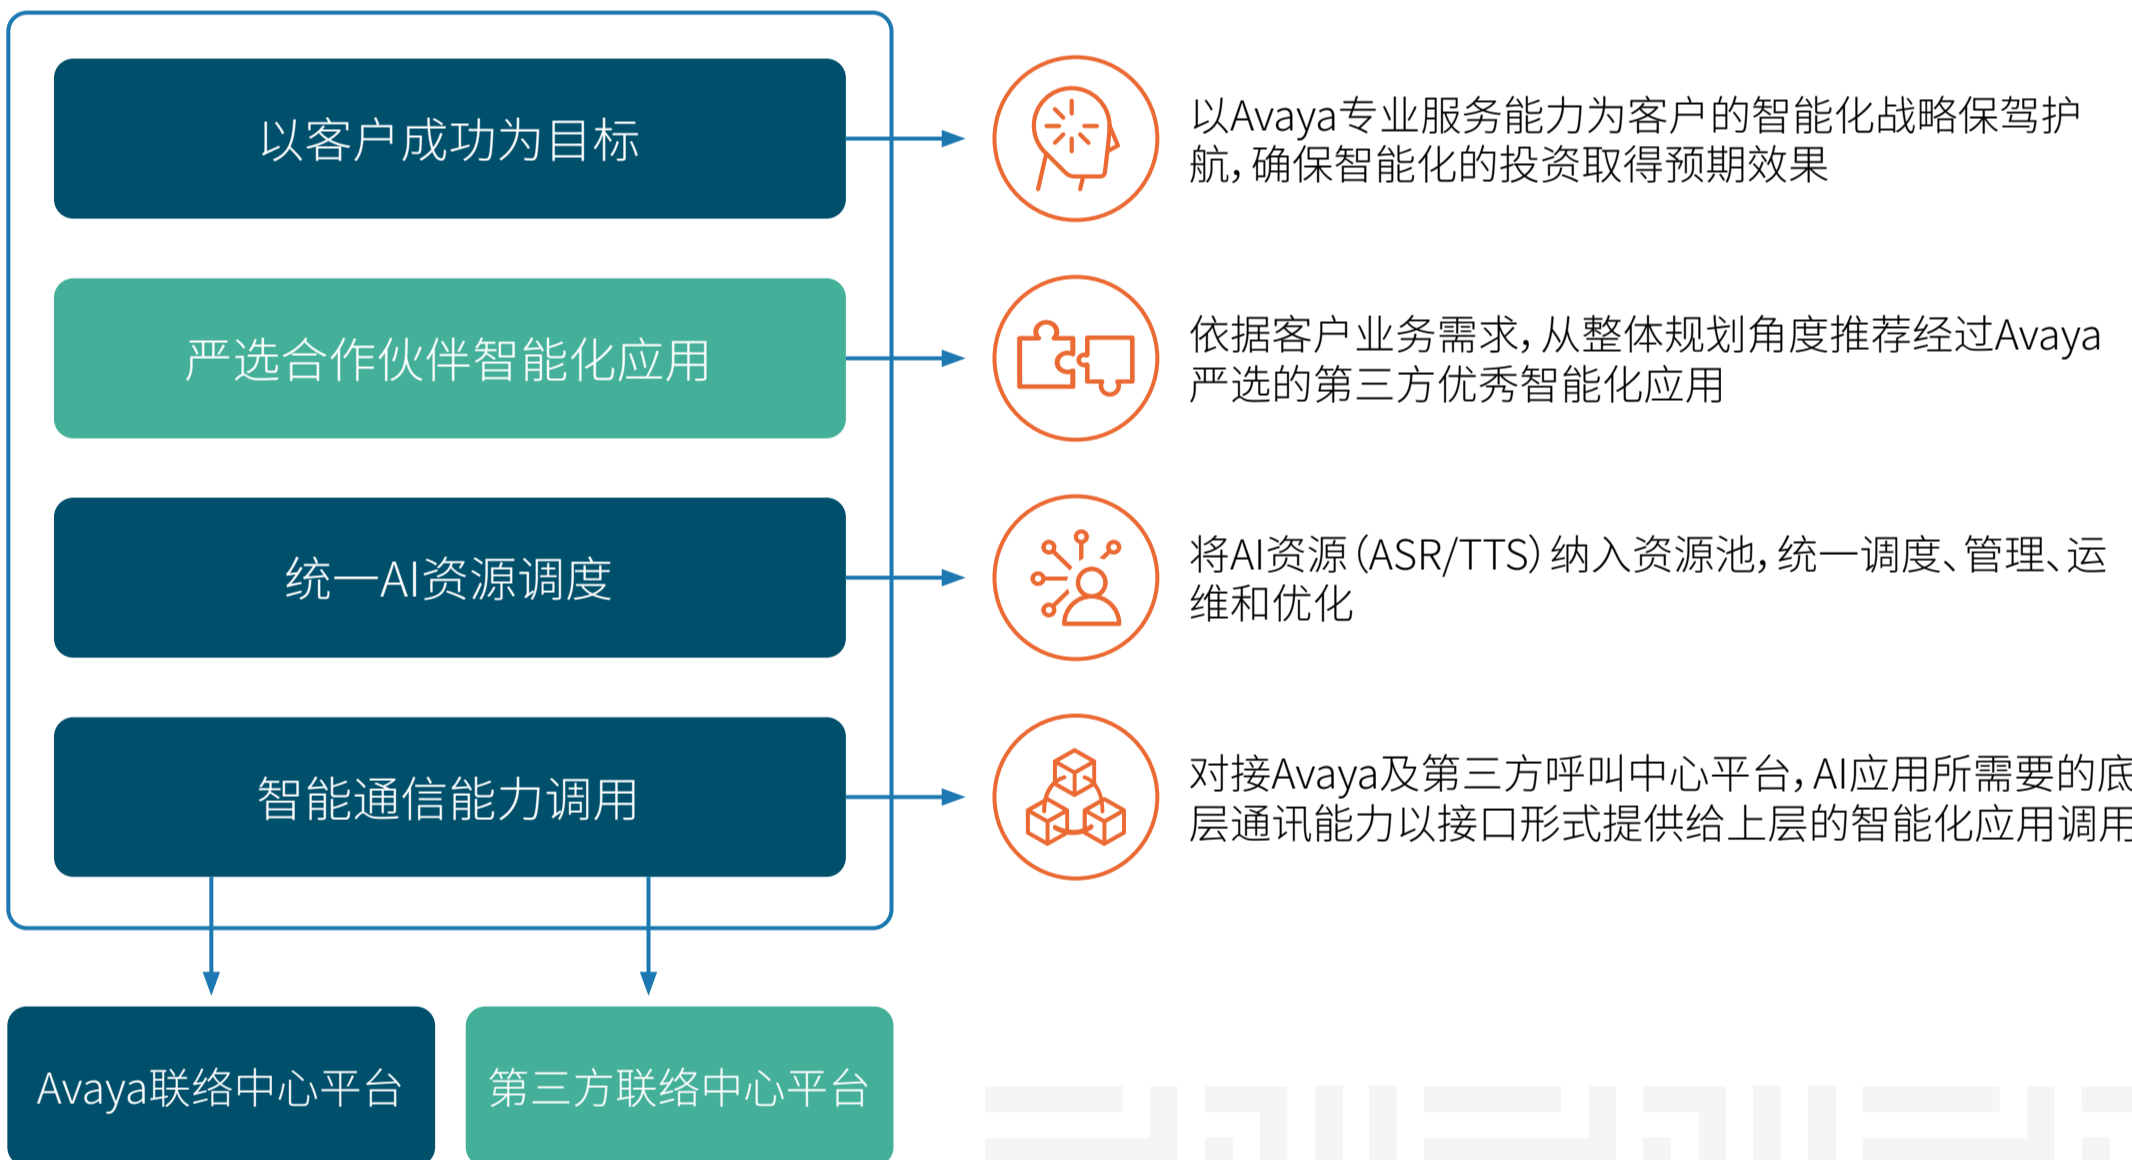 以客户成功为目标
以Avaya专业服务能力为客户的智能化战略保驾护
航，确保智能化的投资取得预期效果
严选合作伙伴智能化应用
依据客户业务需求，从整体规划角度推荐经过Avaya
严选的第三方优秀智能化应用
统一AI资源调度
将AI资源（ASR/TTS）纳入资源池，统一调度、管理、运
维和优化
智能通信能力调用
对接Avaya及第三方呼叫中心平台，AI应用所需要的底
层通讯能力以接口形式提供给上层的智能化应用调用
Avaya联络中心平台
第三方联络中心平台